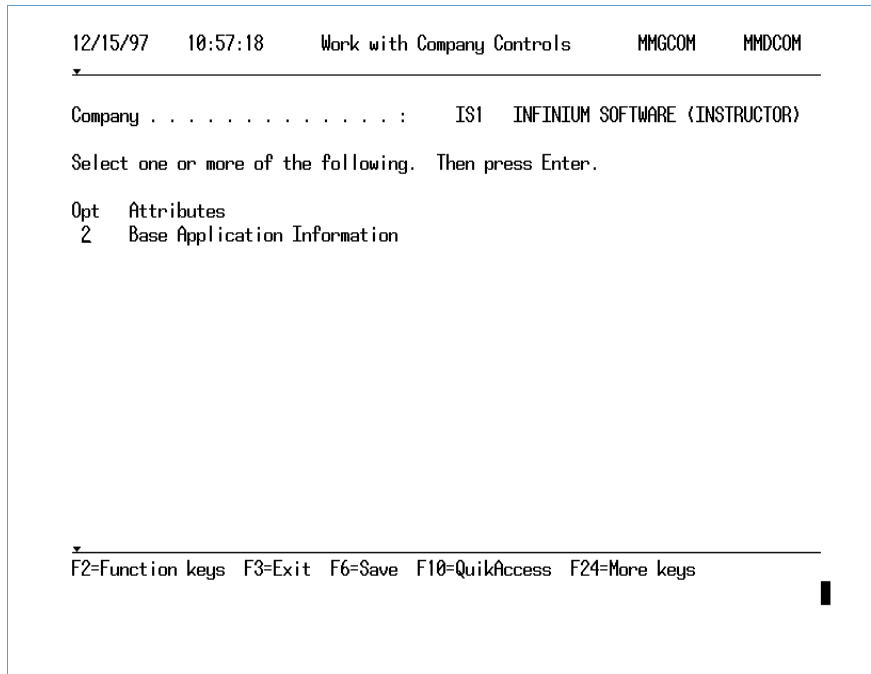 12/15/97 10:57:18 Work with Company Controls MMGCOM MMDCOM
Company . . . . . . . . . . . . . . : IS1 INFINIUM SOFTWARE (INSTRUCTOR)
Select one or more of the following. Then press Enter.
Opt Attributes
2 Base Application Information
F2=Function keys F3=Exit F6=Save F10=QuikAccess F24=More keys